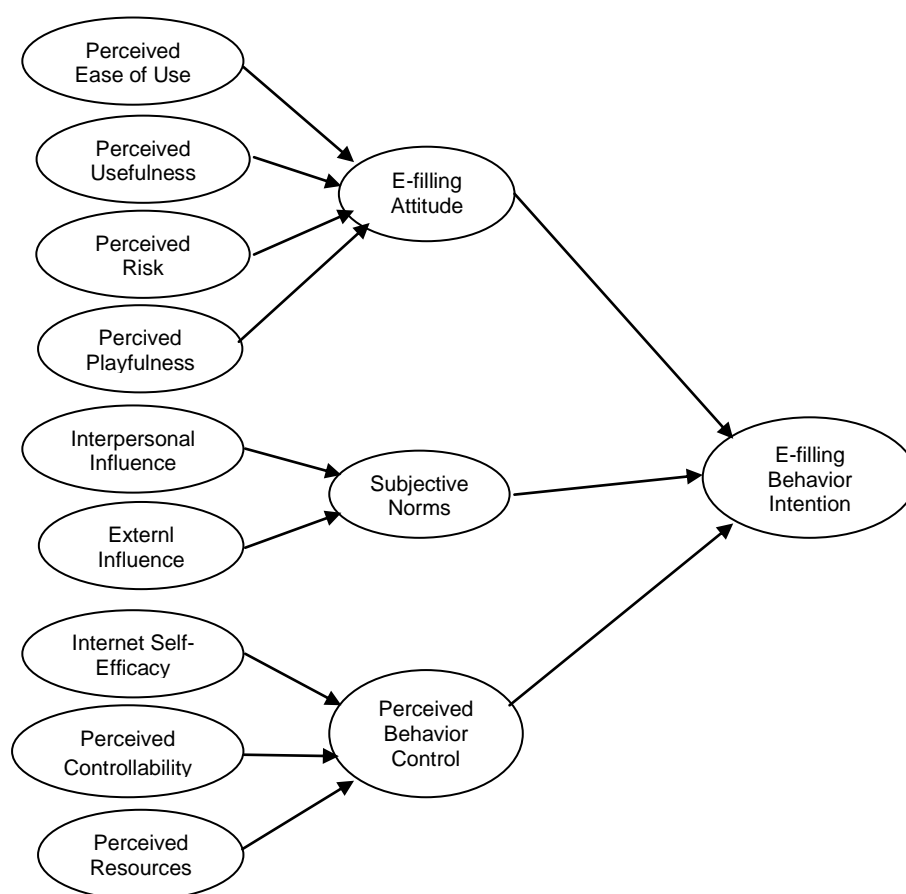 Perceived
Ease of Use
Perceived
Usefulness
Perceived
Risk
Percived
Playfulness
E-filling
Attitude
Interpersonal
Influence
Externl
Influence
Subjective
Norms
E-filling
Behavior
Intention
Internet Self-
Efficacy
Perceived
Controllability
Perceived
Resources
Perceived
Behavior
Control